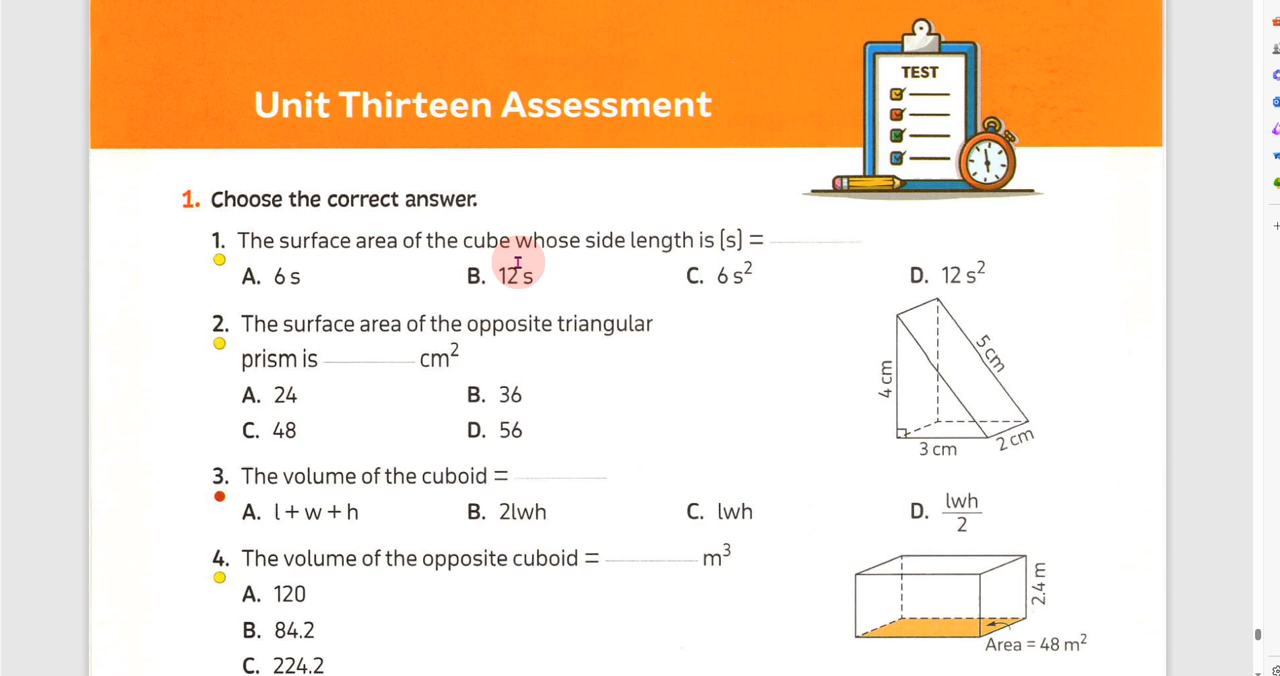 TEST
Unit Thirteen Assessment
1. Choose the correct answer.
1. The surface area of the cube whose side length is (s) =
A. 6 s B. 12 s C. 6 s² D. 12 s²
2. The surface area of the opposite triangular
prism is cm²
A. 24 B. 36
C. 48 D. 56
4 cm
5 cm
3 cm
2 cm
3. The volume of the cuboid =
A. l + w + h B. 2lwh C. lwh D. lwh/2
4. The volume of the opposite cuboid = m³
A. 120
B. 84.2
C. 224.2
2.4 m
Area = 48 m²